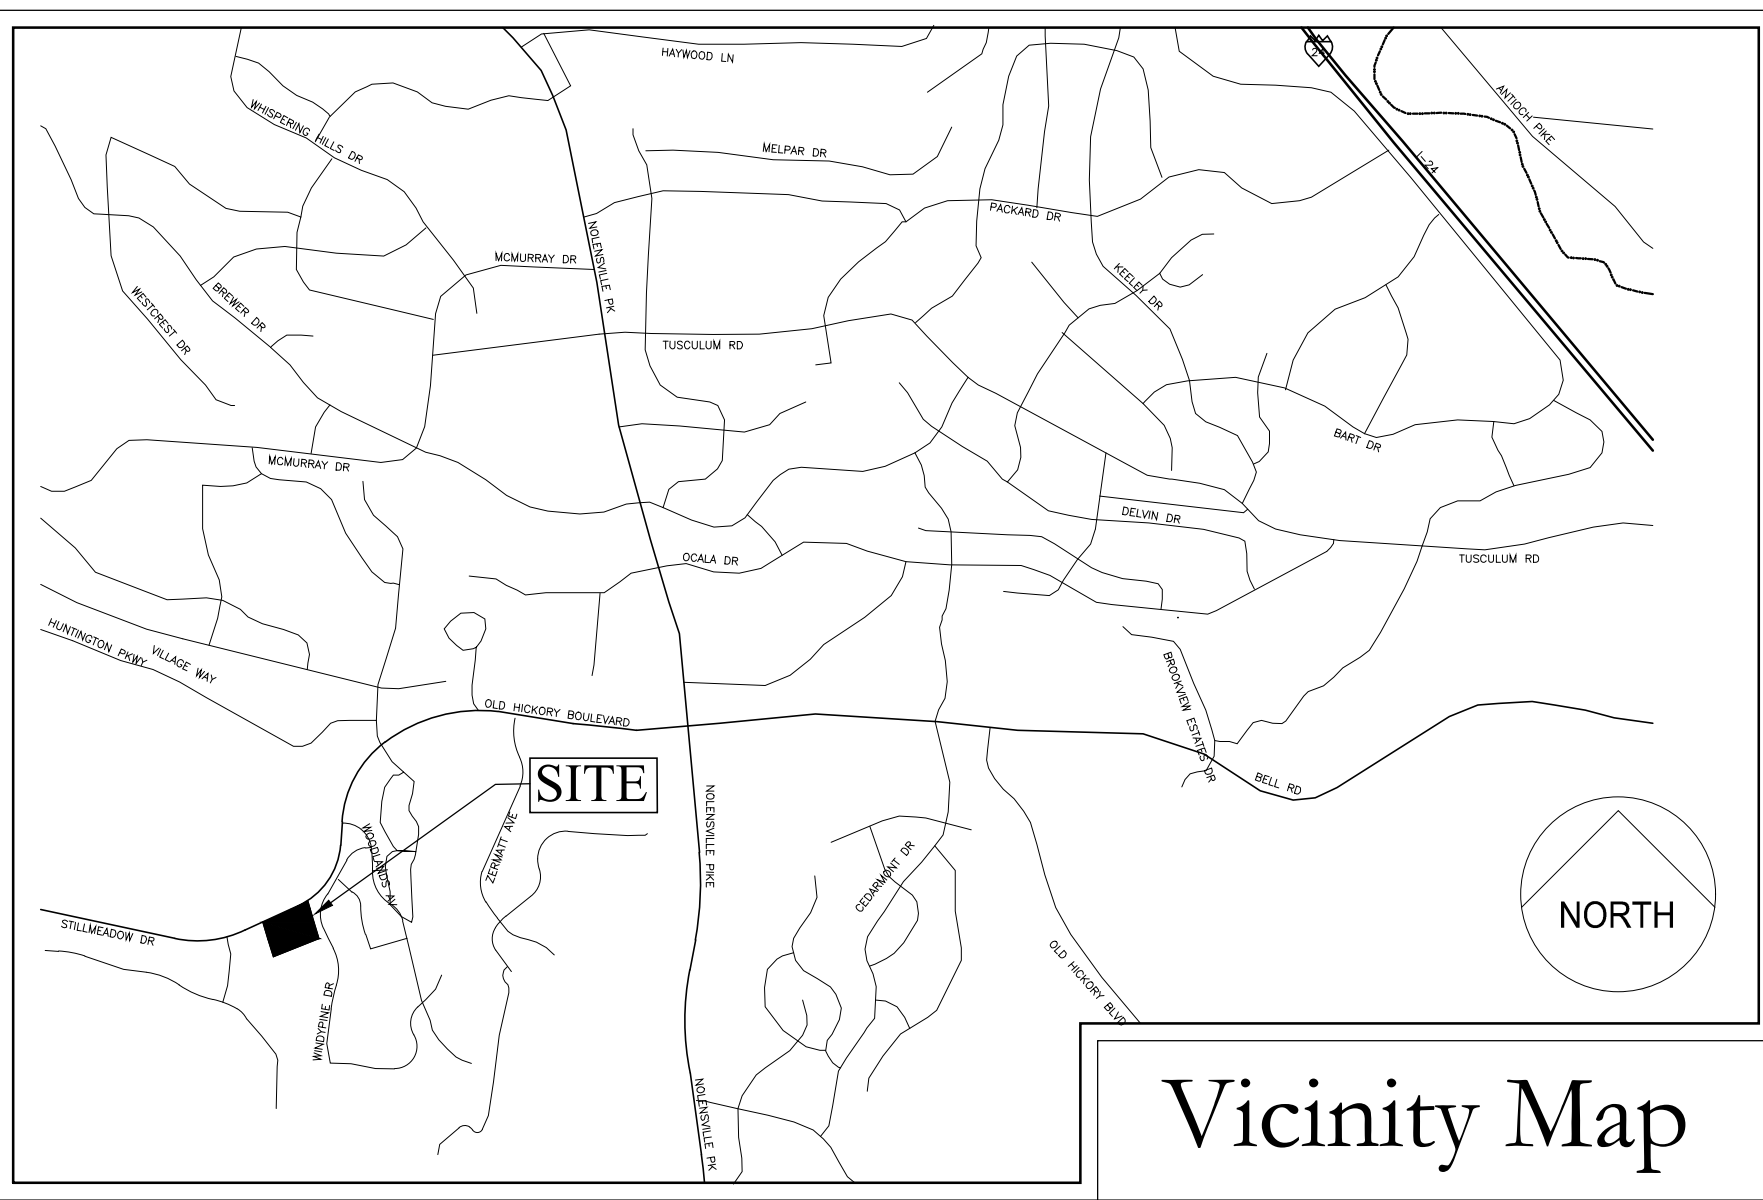 HAYWOOD LN
24
ANTIOCH PIKE
WHISPERING HILLS DR
MELPAR DR
I-24
PACKARD DR
NOLENSVILLE PK
MCMURRAY DR
KEELEY DR
WESTCREST DR
BREWER DR
TUSCULUM RD
BART DR
MCMURRAY DR
DELVIN DR
OCALA DR
TUSCULUM RD
HUNTINGTON PKWY
VILLAGE WAY
BROOKVIEW ESTATES DR
OLD HICKORY BOULEVARD
SITE
BELL RD
NOLENSVILLE PIKE
ZERMATT AVE
WOODLANDS AV
CEDARMONT DR
NORTH
STILLMEADOW DR
OLD HICKORY BLVD
WINDYPINE DR
NOLENSVILLE PK
Vicinity Map